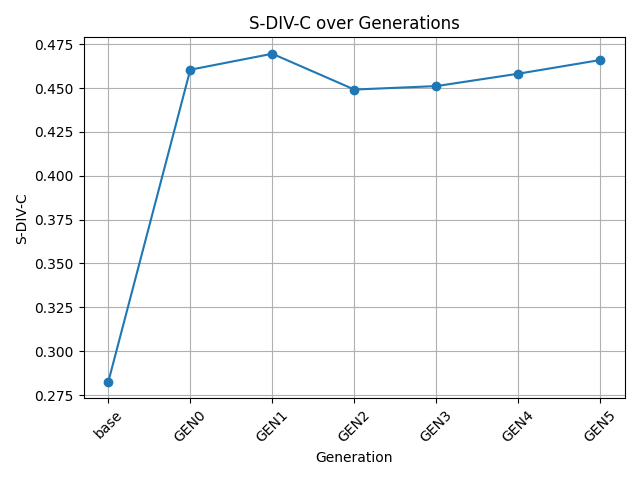 S-DIV-C over Generations
S-DIV-C
0.475
0.450
0.425
0.400
0.375
0.350
0.325
0.300
0.275
base
GEN0
GEN1
GEN2
GEN3
GEN4
GEN5
Generation